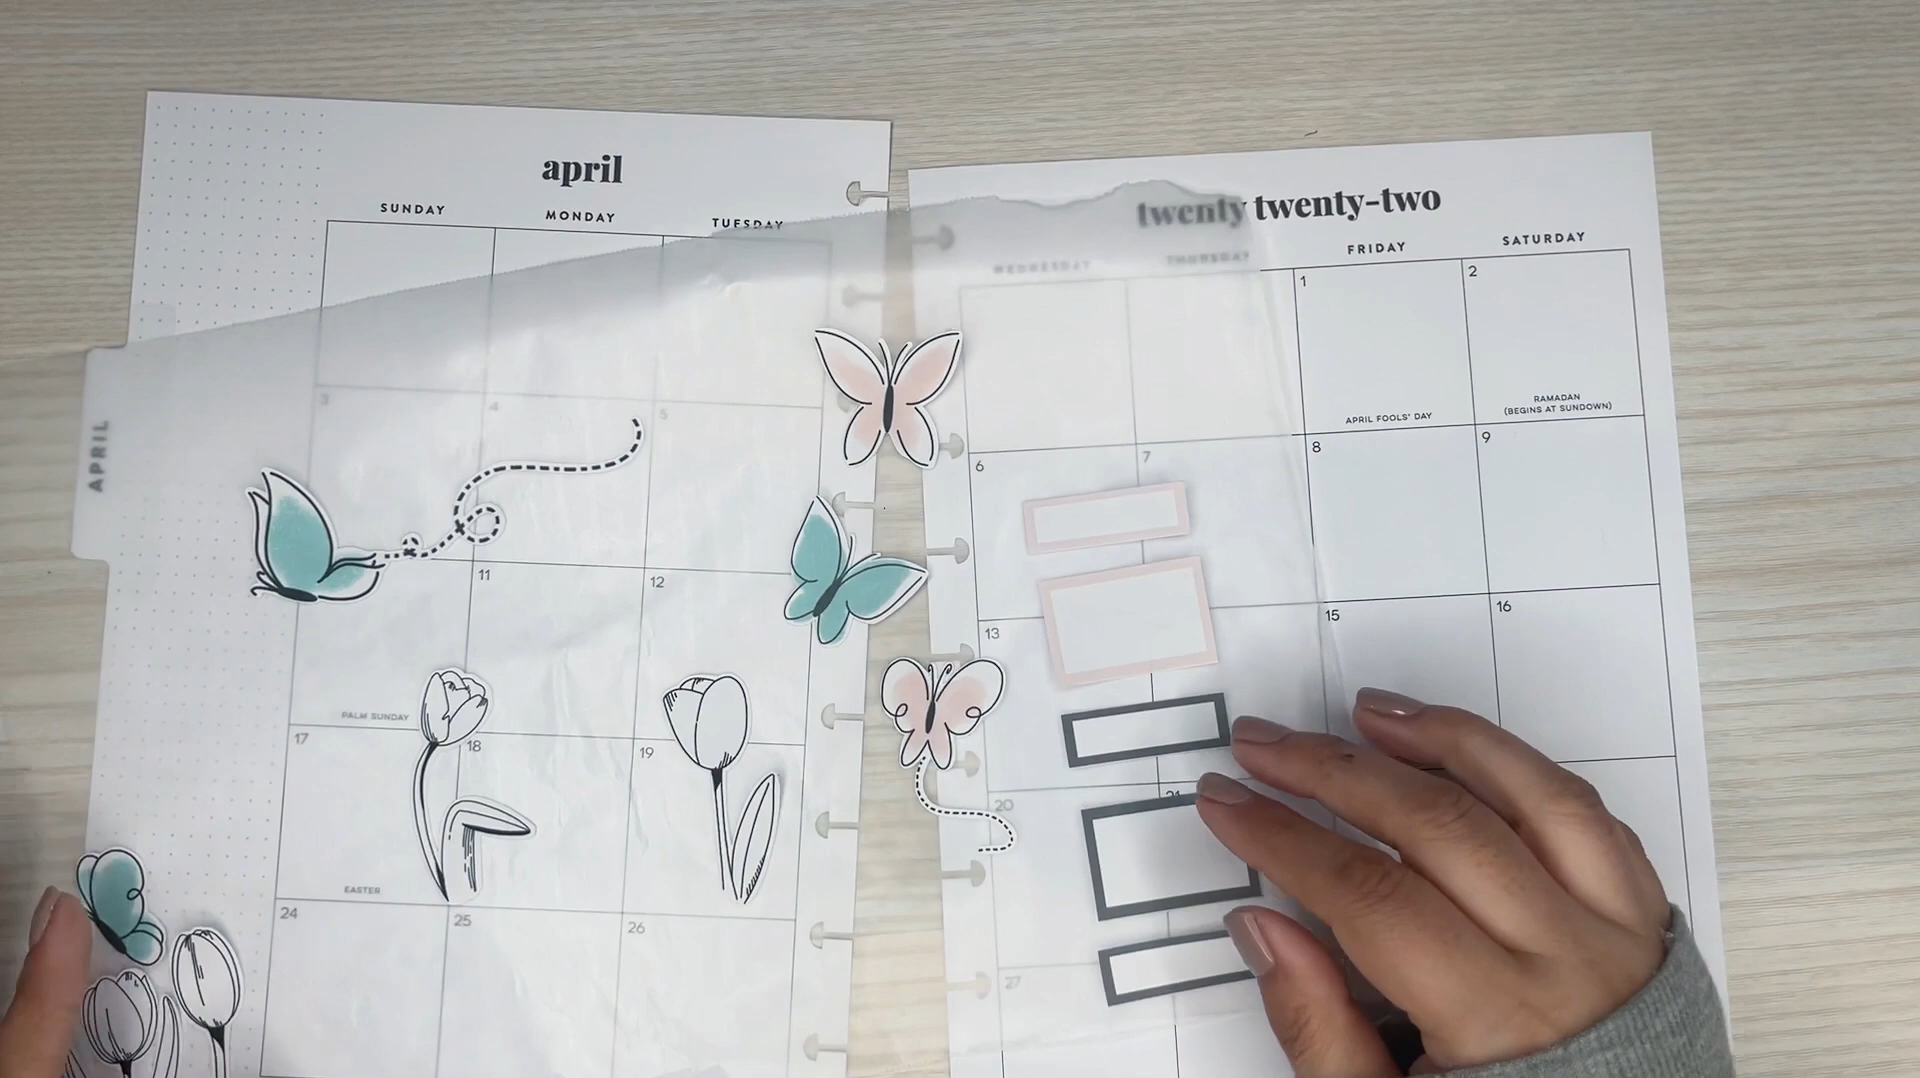 april
SUNDAY MONDAY TUESDAY
3 4 5
11 12
PALM SUNDAY
17 18 19
EASTER
24 25 26
APRIL
twenty twenty-two
WEDNESDAY THURSDAY FRIDAY SATURDAY
1 2
APRIL FOOLS' DAY
RAMADAN
(BEGINS AT SUNDOWN)
6 7 8 9
13 15 16
20 21
27